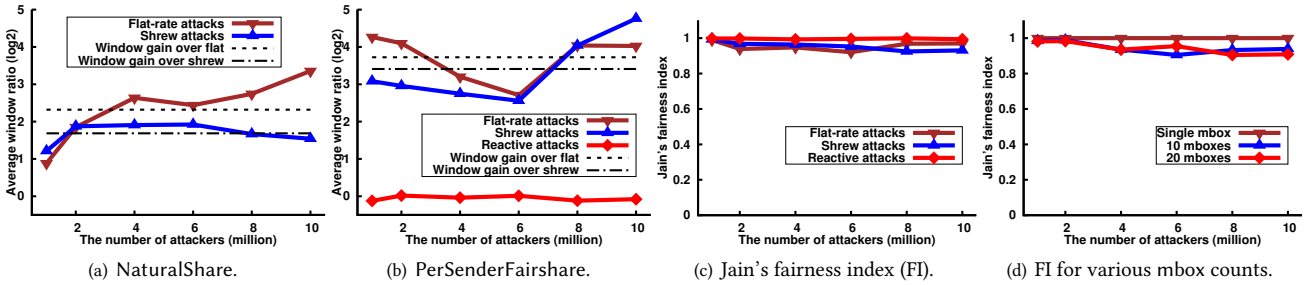 Average window ratio (log2)
5
4
3
2
1
0
Flat-rate attacks
Shrew attacks
Window gain over flat
Window gain over shrew
2 4 6 8 10
The number of attackers (million)
(a) NaturalShare.
Average window ratio (log2)
5
4
3
2
1
0
Flat-rate attacks
Shrew attacks
Reactive attacks
Window gain over flat
Window gain over shrew
2 4 6 8 10
The number of attackers (million)
(b) PerSenderFairshare.
Jain's fairness index
1
0.8
0.6
0.4
0.2
0
Flat-rate attacks
Shrew attacks
Reactive attacks
2 4 6 8 10
The number of attackers (million)
(c) Jain's fairness index (FI).
Jain's fairness index
1
0.8
0.6
0.4
0.2
0
Single mbox
10 mboxes
20 mboxes
2 4 6 8 10
The number of attackers (million)
(d) FI for various mbox counts.